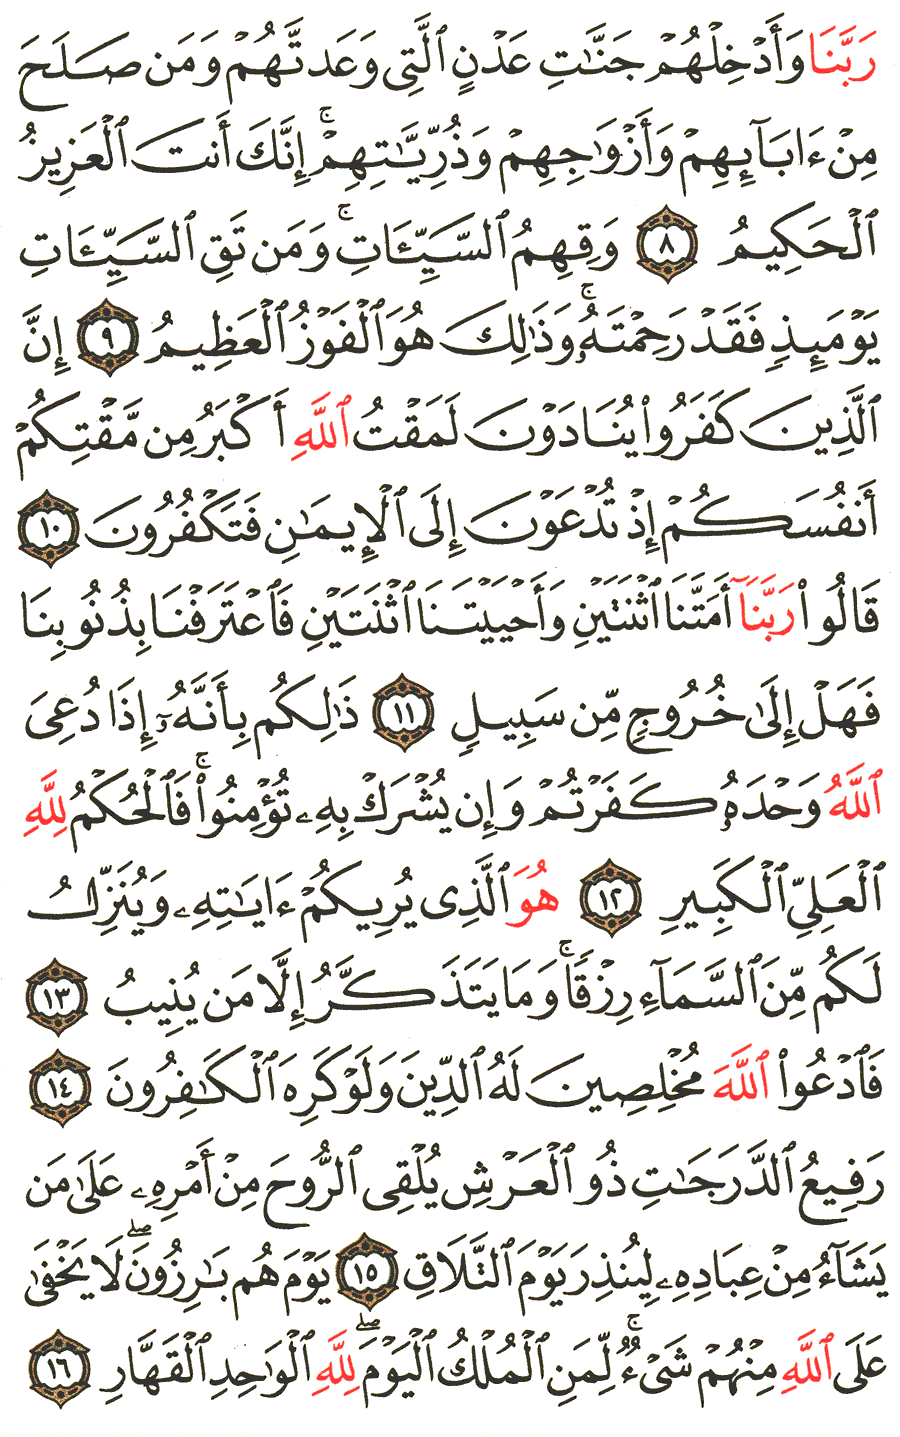 رَبَّنَا وَأَدْخِلْهُمْ جَنَّـٰتِ عَدْنٍ ٱلَّتِى وَعَدتَّهُمْ وَمَن صَلَحَ
مِنْ ءَابَآئِهِمْ وَأَزْوَٰجِهِمْ وَذُرِّيَّـٰتِهِمْ ۚ إِنَّكَ أَنتَ ٱلْعَزِيزُ
ٱلْحَكِيمُ ٨ وَقِهِمُ ٱلسَّيِّـَٔاتِ ۚ وَمَن تَقِ ٱلسَّيِّـَٔاتِ
يَوْمَئِذٍ فَقَدْ رَحِمْتَهُۥ ۚ وَذَٰلِكَ هُوَ ٱلْفَوْزُ ٱلْعَظِيمُ ٩ إِنَّ
ٱلَّذِينَ كَفَرُوا۟ يُنَادَوْنَ لَمَقْتُ ٱللَّهِ أَكْبَرُ مِن مَّقْتِكُمْ
أَنفُسَكُمْ إِذْ تُدْعَوْنَ إِلَى ٱلْإِيمَـٰنِ فَتَكْفُرُونَ ١٠
قَالُوا۟ رَبَّنَآ أَمَتَّنَا ٱثْنَتَيْنِ وَأَحْيَيْتَنَا ٱثْنَتَيْنِ فَٱعْتَرَفْنَا بِذُنُوبِنَا
فَهَلْ إِلَىٰ خُرُوجٍ مِّن سَبِيلٍ ١١ ذَٰلِكُم بِأَنَّهُۥٓ إِذَا دُعِىَ
ٱللَّهُ وَحْدَهُۥ كَفَرْتُمْ وَإِن يُشْرَكْ بِهِۦ تُؤْمِنُوا۟ ۚ فَٱلْحُكْمُ لِلَّهِ
ٱلْعَلِىِّ ٱلْكَبِيرِ ١٢ هُوَ ٱلَّذِى يُرِيكُمْ ءَايَـٰتِهِۦ وَيُنَزِّلُ
لَكُم مِّنَ ٱلسَّمَآءِ رِزْقًا ۚ وَمَا يَتَذَكَّرُ إِلَّا مَن يُنِيبُ ١٣
فَٱدْعُوا۟ ٱللَّهَ مُخْلِصِينَ لَهُ ٱلدِّينَ وَلَوْ كَرِهَ ٱلْكَـٰفِرُونَ ١٤
رَفِيعُ ٱلدَّرَجَـٰتِ ذُو ٱلْعَرْشِ يُلْقِى ٱلرُّوحَ مِنْ أَمْرِهِۦ عَلَىٰ مَن
يَشَآءُ مِنْ عِبَادِهِۦ لِيُنذِرَ يَوْمَ ٱلتَّلَاقِ ١٥ يَوْمَ هُم بَـٰرِزُونَ ۖ لَا يَخْفَىٰ
عَلَى ٱللَّهِ مِنْهُمْ شَىْءٌ ۚ لِّمَنِ ٱلْمُلْكُ ٱلْيَوْمَ ۖ لِلَّهِ ٱلْوَٰحِدِ ٱلْقَهَّارِ ١٦